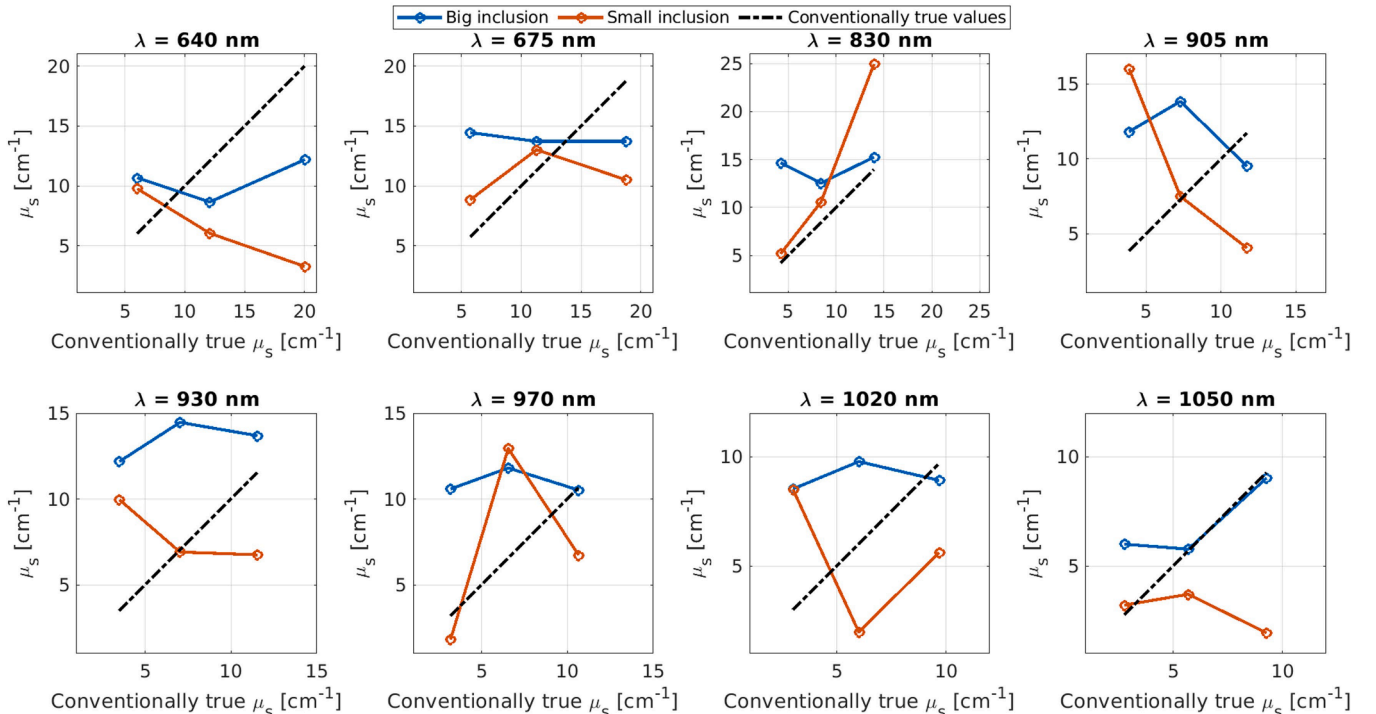 Big inclusion Small inclusion Conventionally true values
λ = 640 nm λ = 675 nm λ = 830 nm λ = 905 nm
20
15
10
5
μs [cm-1]
5 10 15 20
Conventionally true μs [cm-1]
20
15
10
5
μs [cm-1]
5 10 15 20
Conventionally true μs [cm-1]
25
20
15
10
5
μs [cm-1]
5 10 15 20 25
Conventionally true μs [cm-1]
15
10
5
μs [cm-1]
5 10 15
Conventionally true μs [cm-1]
λ = 930 nm λ = 970 nm λ = 1020 nm λ = 1050 nm
15
10
5
μs [cm-1]
5 10 15
Conventionally true μs [cm-1]
15
10
5
μs [cm-1]
5 10 15
Conventionally true μs [cm-1]
10
5
μs [cm-1]
5 10
Conventionally true μs [cm-1]
10
5
μs [cm-1]
5 10
Conventionally true μs [cm-1]